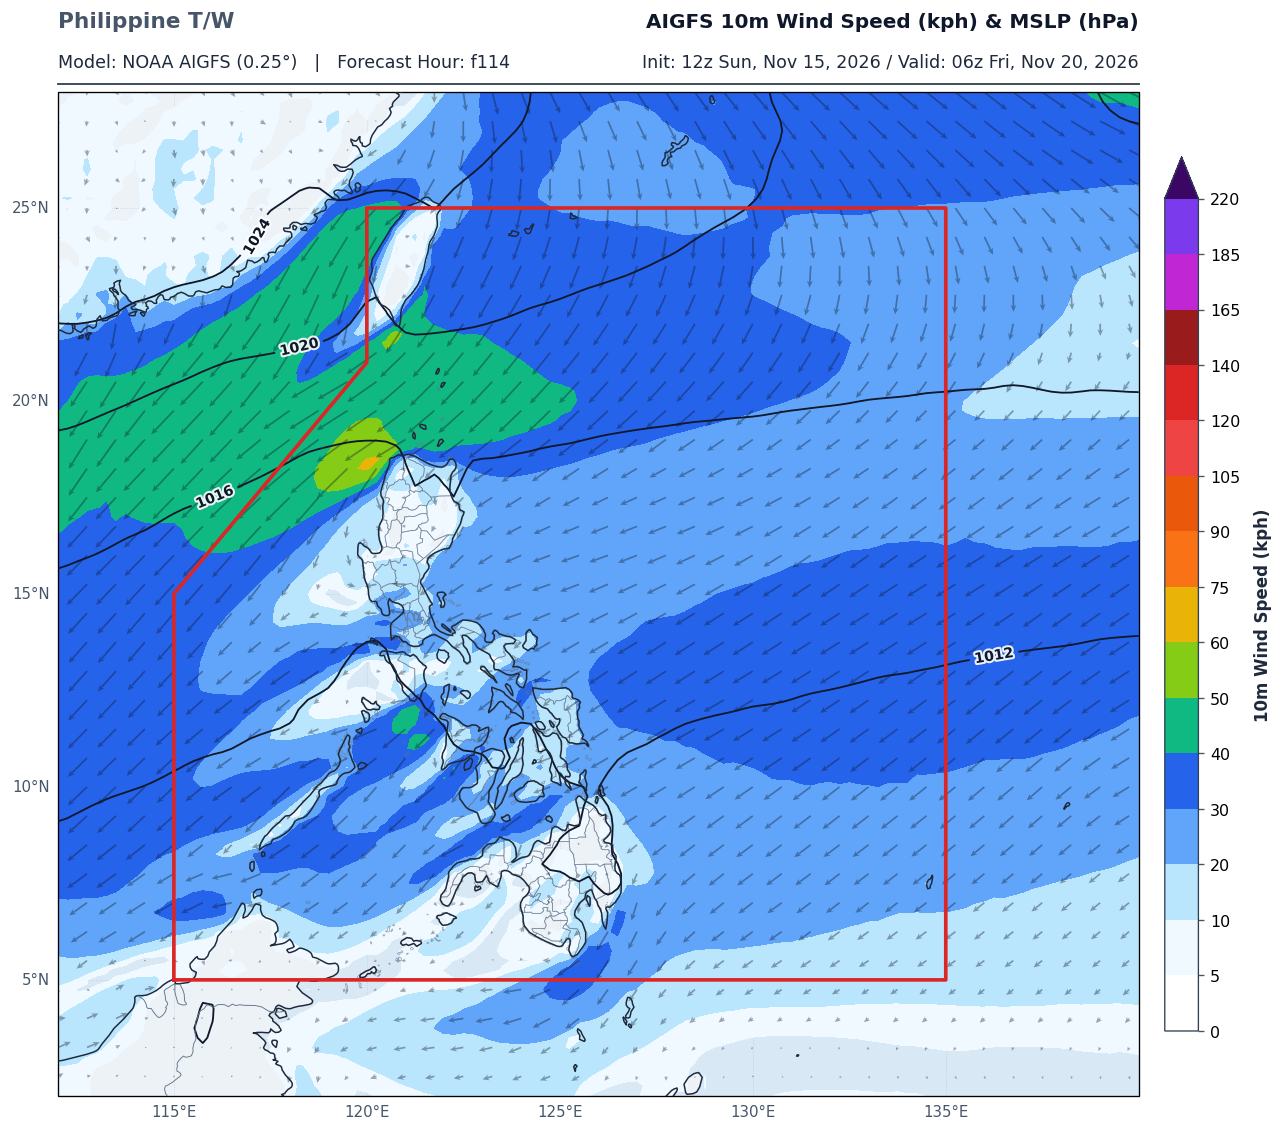 Philippine T/W
AIGFS 10m Wind Speed (kph) & MSLP (hPa)
Model: NOAA AIGFS (0.25°)   |   Forecast Hour: f114
Init: 12z Sun, Nov 15, 2026 / Valid: 06z Fri, Nov 20, 2026
25°N
20°N
15°N
10°N
5°N
115°E
120°E
125°E
130°E
135°E
1024
1020
1016
1012
220
185
165
140
120
105
90
75
60
50
40
30
20
10
5
0
10m Wind Speed (kph)